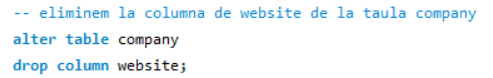 -- eliminem la columna de website de la taula company
alter table company
drop column website;